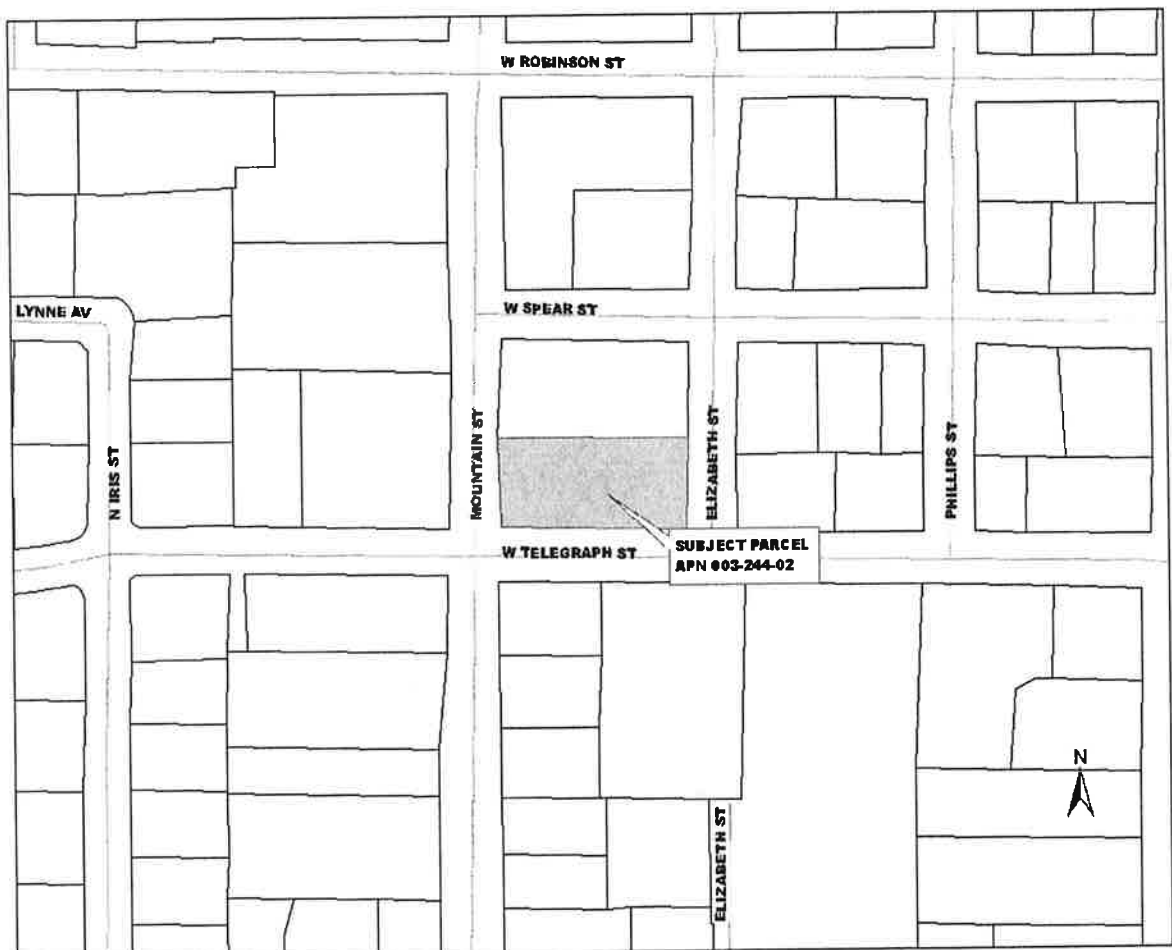 W ROBINSON ST
LYNNE AV
W SPEAR ST
N IRIS ST
MOUNTAIN ST
ELIZABETH ST
PHILLIPS ST
W TELEGRAPH ST
SUBJECT PARCEL
APN 003-244-02
N
ELIZABETH ST